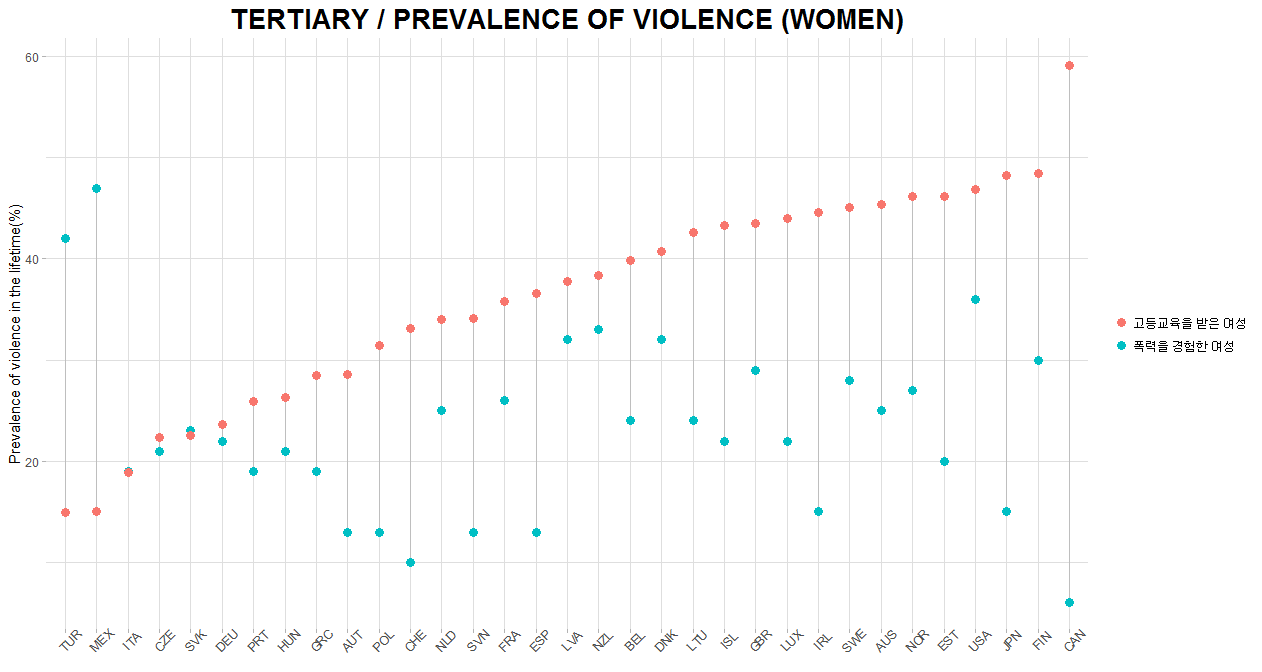 TERTIARY / PREVALENCE OF VIOLENCE (WOMEN)
Prevalence of violence in the lifetime(%)
60
40
20
고등교육을 받은 여성
폭력을 경험한 여성
TUR MEX ITA CZE SVK DEU PRT HUN GRC AUT POL CHE NLD SVN FRA ESP LVA NZL BEL DNK LTU ISL GBR LUX IRL SWE AUS NOR EST USA JPN FIN CAN